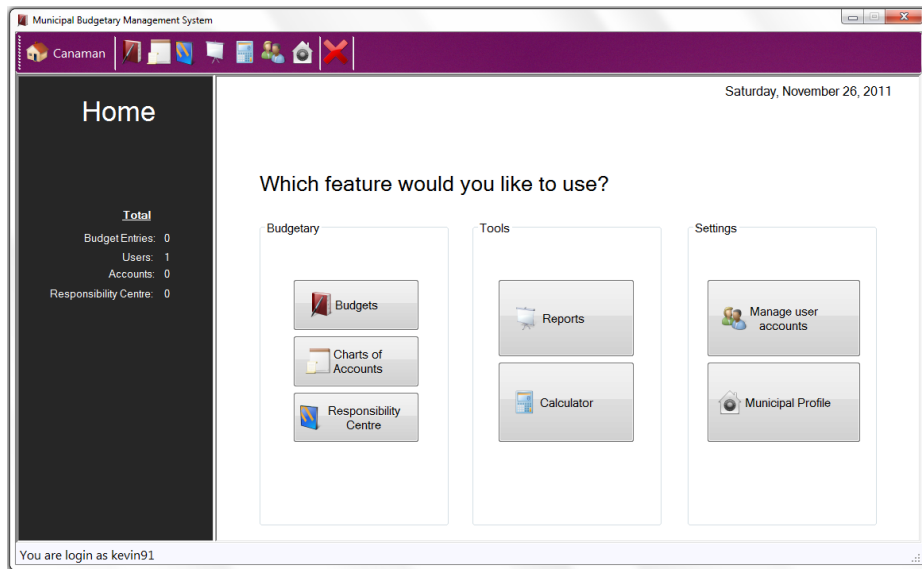 Municipal Budgetary Management System
Canaman
Home
Saturday, November 26, 2011
Which feature would you like to use?
Total
Budget Entries: 0
Users: 1
Accounts: 0
Responsibility Centre: 0
Budgetary
Budgets
Charts of
Accounts
Responsibility
Centre
Tools
Reports
Calculator
Settings
Manage user
accounts
Municipal Profile
You are login as kevin91